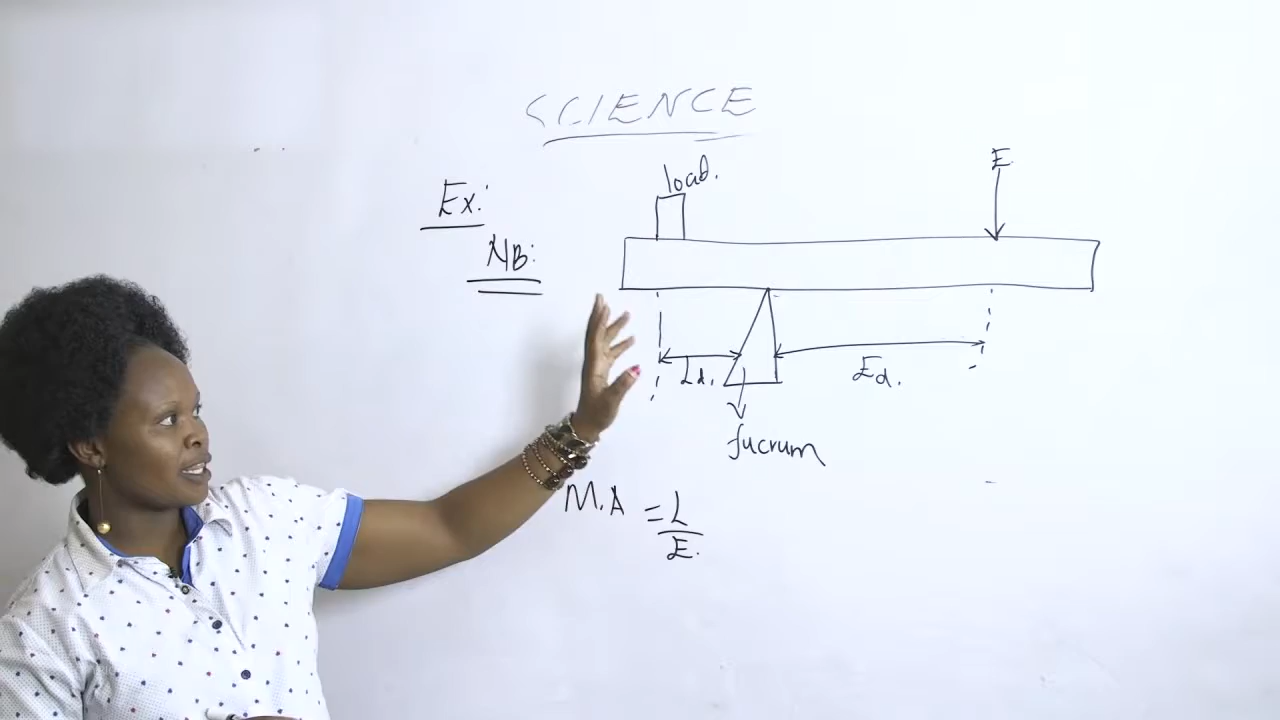 SCIENCE
Ex:
NB:
load.
E.
Ld.
Ed.
fucrum
M.A = L
E.